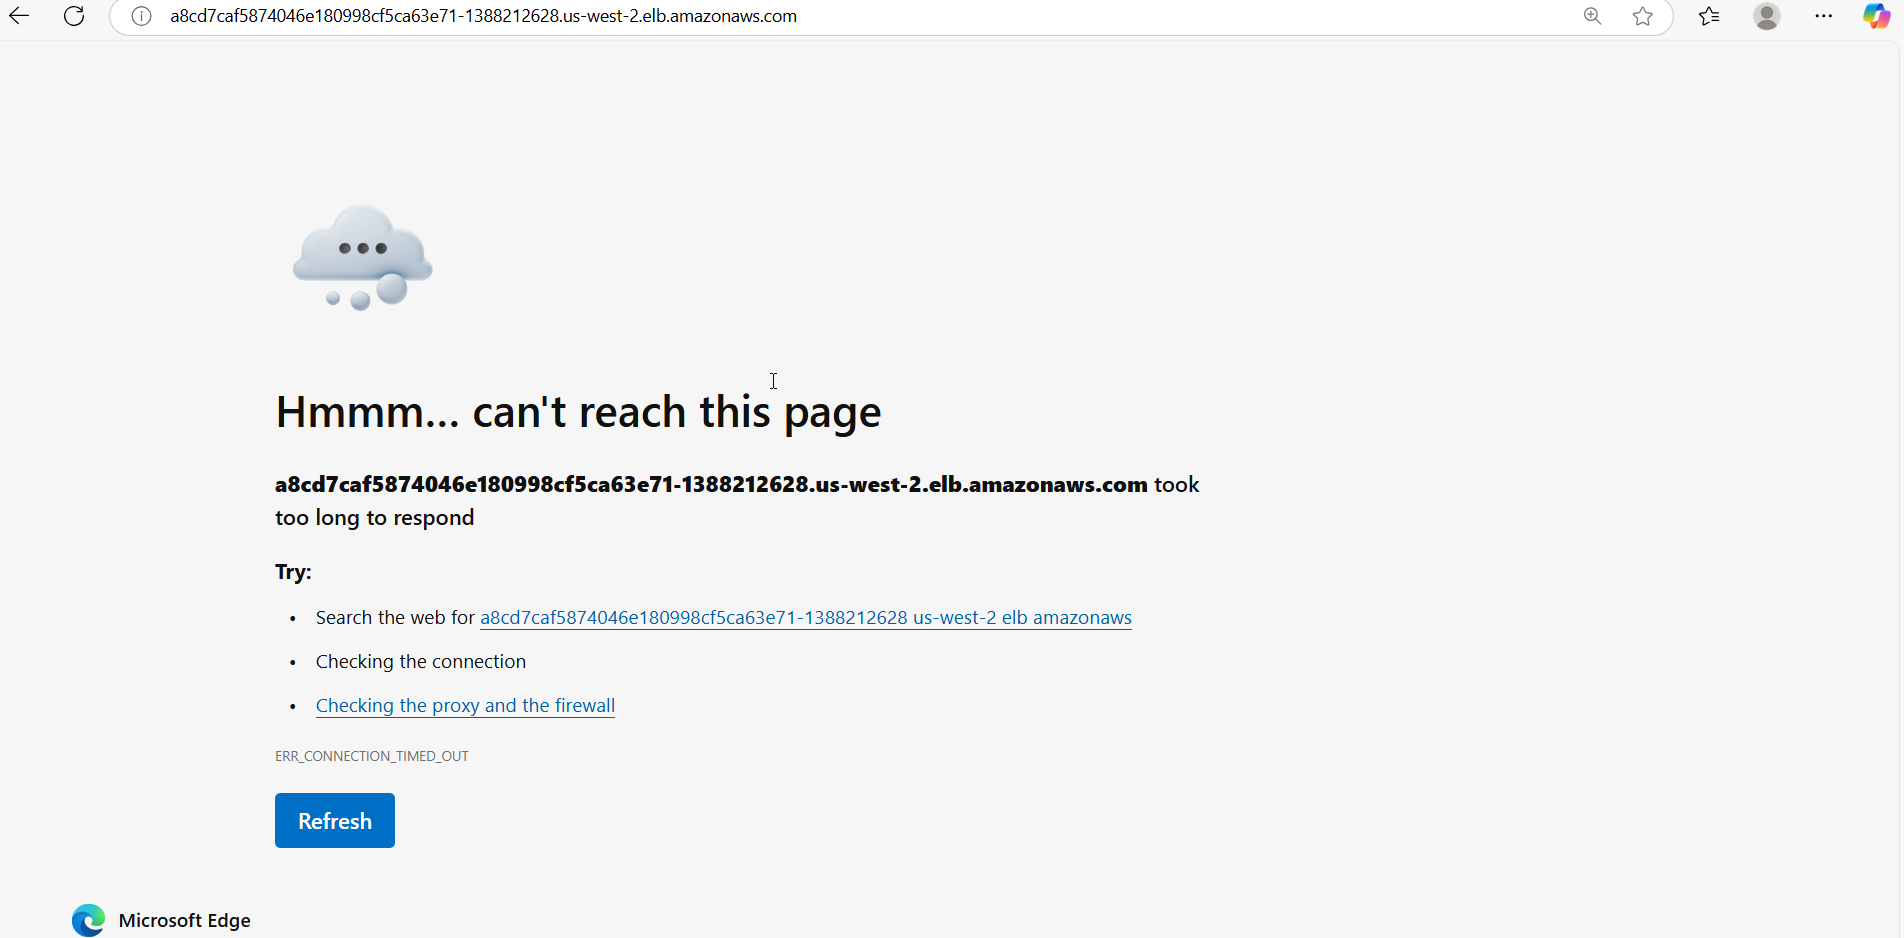 a8cd7caf5874046e180998cf5ca63e71-1388212628.us-west-2.elb.amazonaws.com
Hmmm... can't reach this page
a8cd7caf5874046e180998cf5ca63e71-1388212628.us-west-2.elb.amazonaws.com took
too long to respond
Try:
• Search the web for a8cd7caf5874046e180998cf5ca63e71-1388212628 us-west-2 elb amazonaws
• Checking the connection
• Checking the proxy and the firewall
ERR_CONNECTION_TIMED_OUT
Refresh
Microsoft Edge